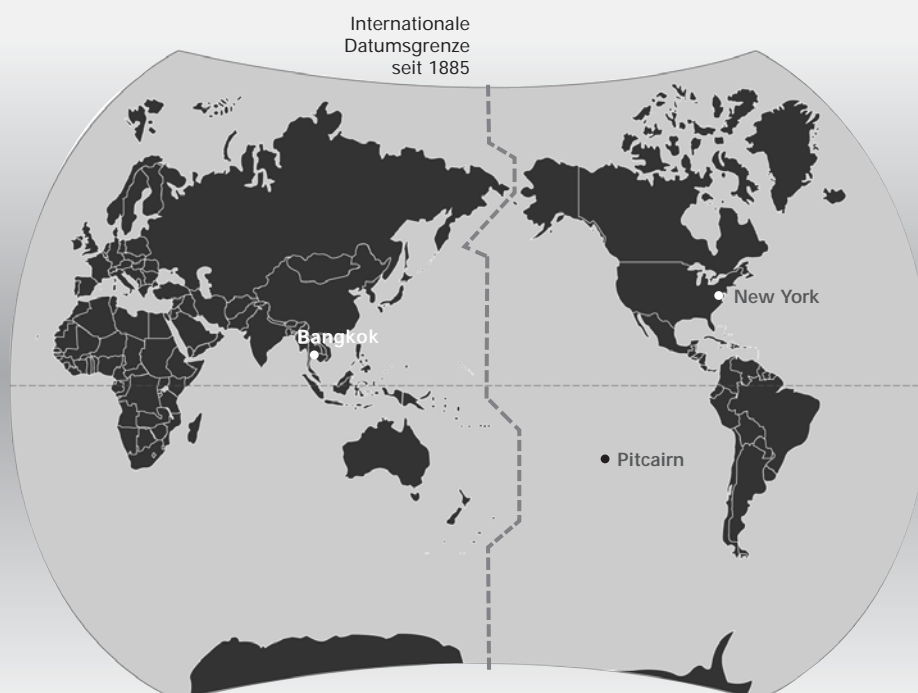 Internationale
Datumsgrenze
seit 1885
New York
Bangkok
Pitcairn